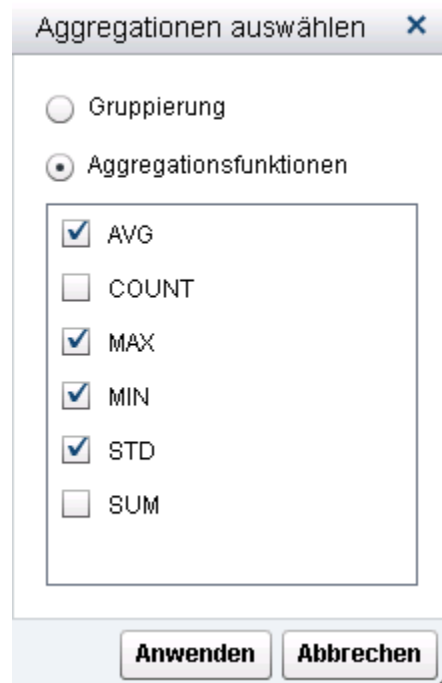 Aggregationen auswählen
Gruppierung
Aggregationsfunktionen
AVG
COUNT
MAX
MIN
STD
SUM
Anwenden Abbrechen